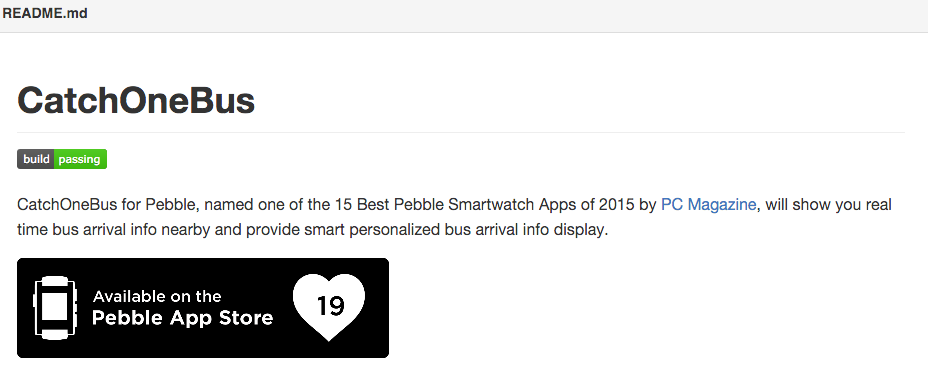 README.md
CatchOneBus
build passing
CatchOneBus for Pebble, named one of the 15 Best Pebble Smartwatch Apps of 2015 by PC Magazine, will show you real
time bus arrival info nearby and provide smart personalized bus arrival info display.
Available on the
Pebble App Store
19